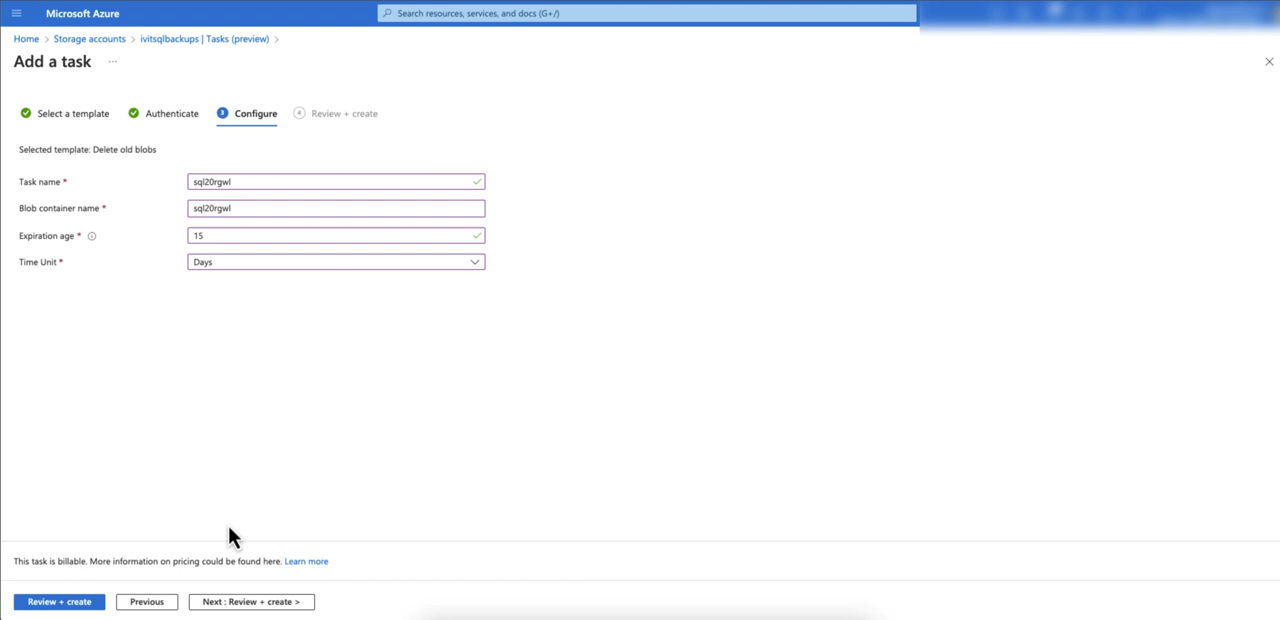 Microsoft Azure
Search resources, services, and docs (G+/)
Home > Storage accounts > ivitsqlbackups | Tasks (preview) >
Add a task ...
Select a template
Authenticate
3 Configure
4 Review + create
Selected template: Delete old blobs
Task name * sql20rgwl
Blob container name * sql20rgwl
Expiration age * 15
Time Unit * Days
This task is billable. More information on pricing could be found here. Learn more
Review + create
Previous
Next : Review + create >